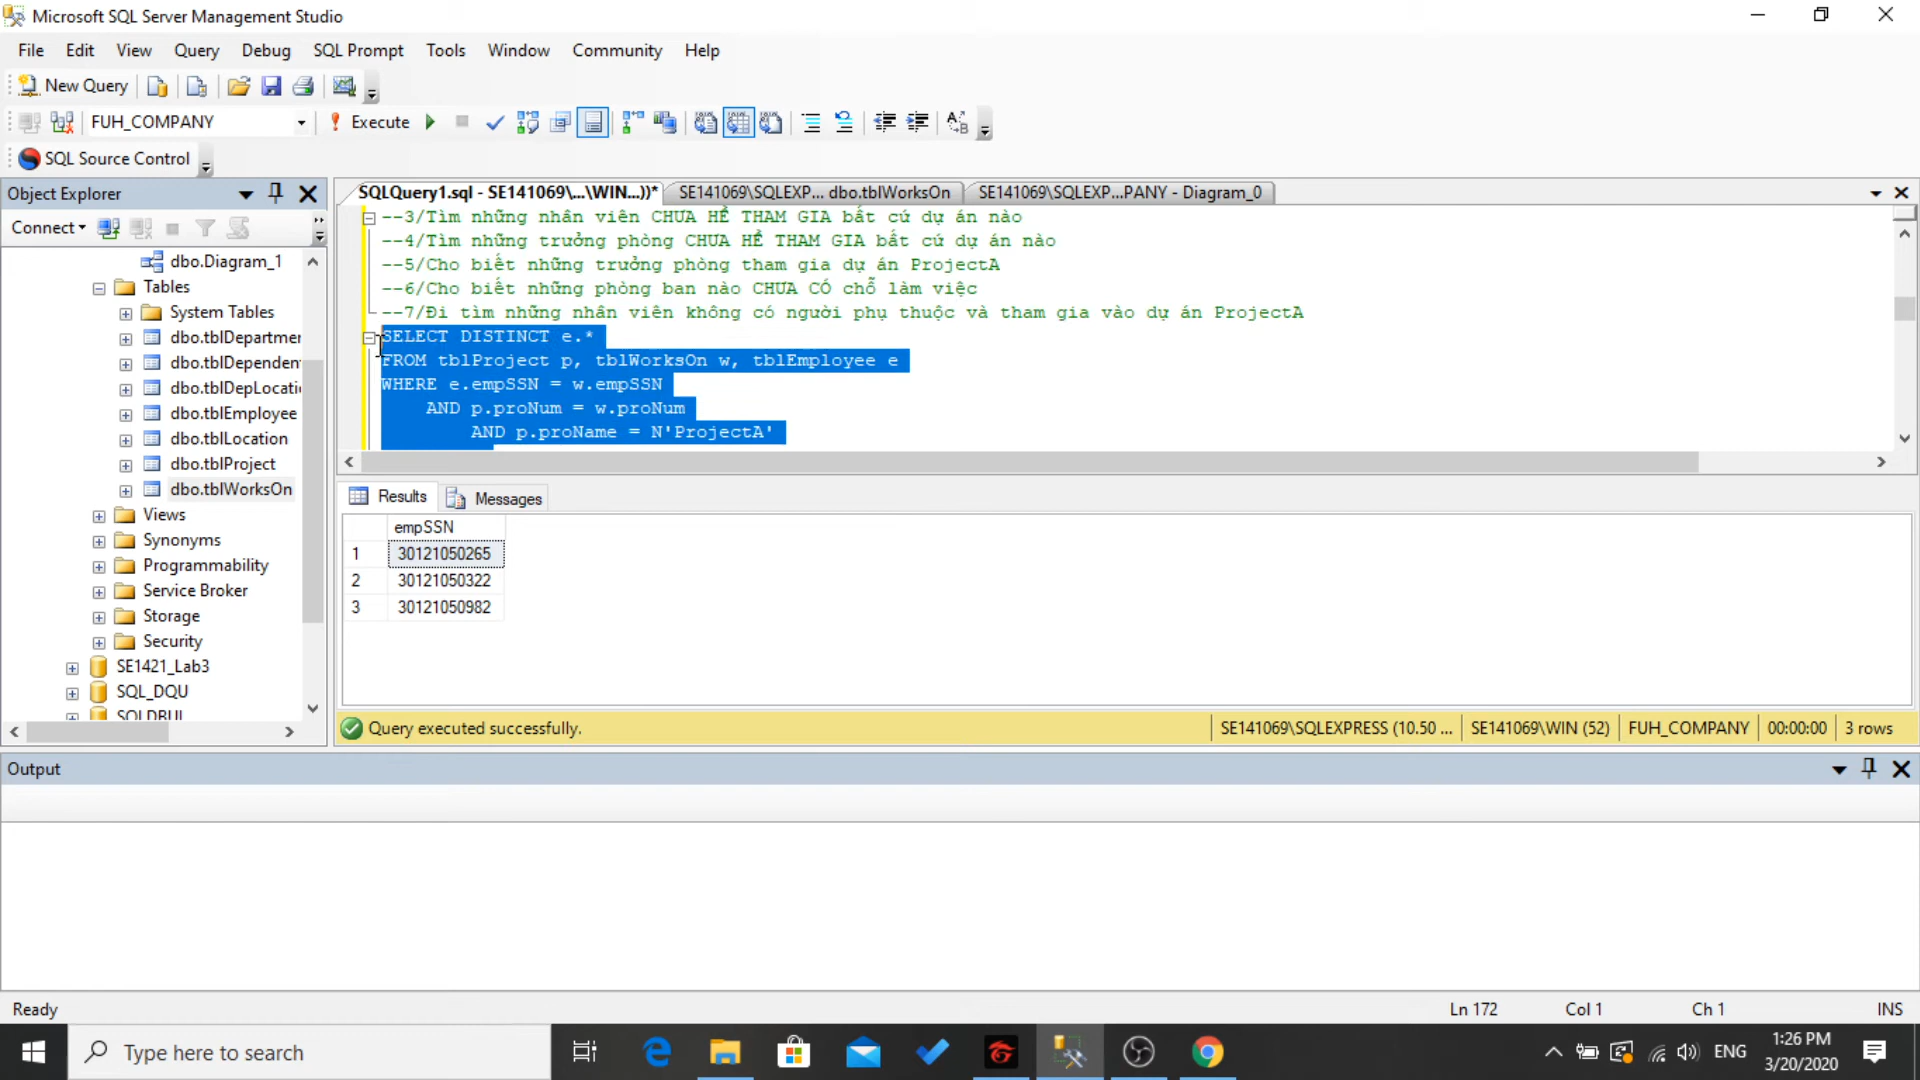 Microsoft SQL Server Management Studio
File Edit View Query Debug SQL Prompt Tools Window Community Help
New Query
FUH_COMPANY Execute
SQL Source Control
Object Explorer
Connect
dbo.Diagram_1
Tables
System Tables
dbo.tblDepartmer
dbo.tblDependen
dbo.tblDepLocati
dbo.tblEmployee
dbo.tblLocation
dbo.tblProject
dbo.tblWorksOn
Views
Synonyms
Programmability
Service Broker
Storage
Security
SE1421_Lab3
SQL_DQU
SQLQuery1.sql - SE141069\...\WIN...))* SE141069\SQLEXP... dbo.tblWorksOn SE141069\SQLEXP...PANY - Diagram_0
--3/Tìm những nhân viên CHƯA HỀ THAM GIA bất cứ dự án nào
--4/Tìm những trưởng phòng CHƯA HỀ THAM GIA bất cứ dự án nào
--5/Cho biết những trưởng phòng tham gia dự án ProjectA
--6/Cho biết những phòng ban nào CHƯA CÓ chỗ làm việc
--7/Đi tìm những nhân viên không có người phụ thuộc và tham gia vào dự án ProjectA
SELECT DISTINCT e.*
FROM tblProject p, tblWorksOn w, tblEmployee e
WHERE e.empSSN = w.empSSN
AND p.proNum = w.proNum
AND p.proName = N'ProjectA'
Results Messages
empSSN
1 30121050265
2 30121050322
3 30121050982
Query executed successfully. SE141069\SQLEXPRESS (10.50 ... SE141069\WIN (52) FUH_COMPANY 00:00:00 3 rows
Output
Ready Ln 172 Col 1 Ch 1 INS
Type here to search
ENG
1:26 PM
3/20/2020